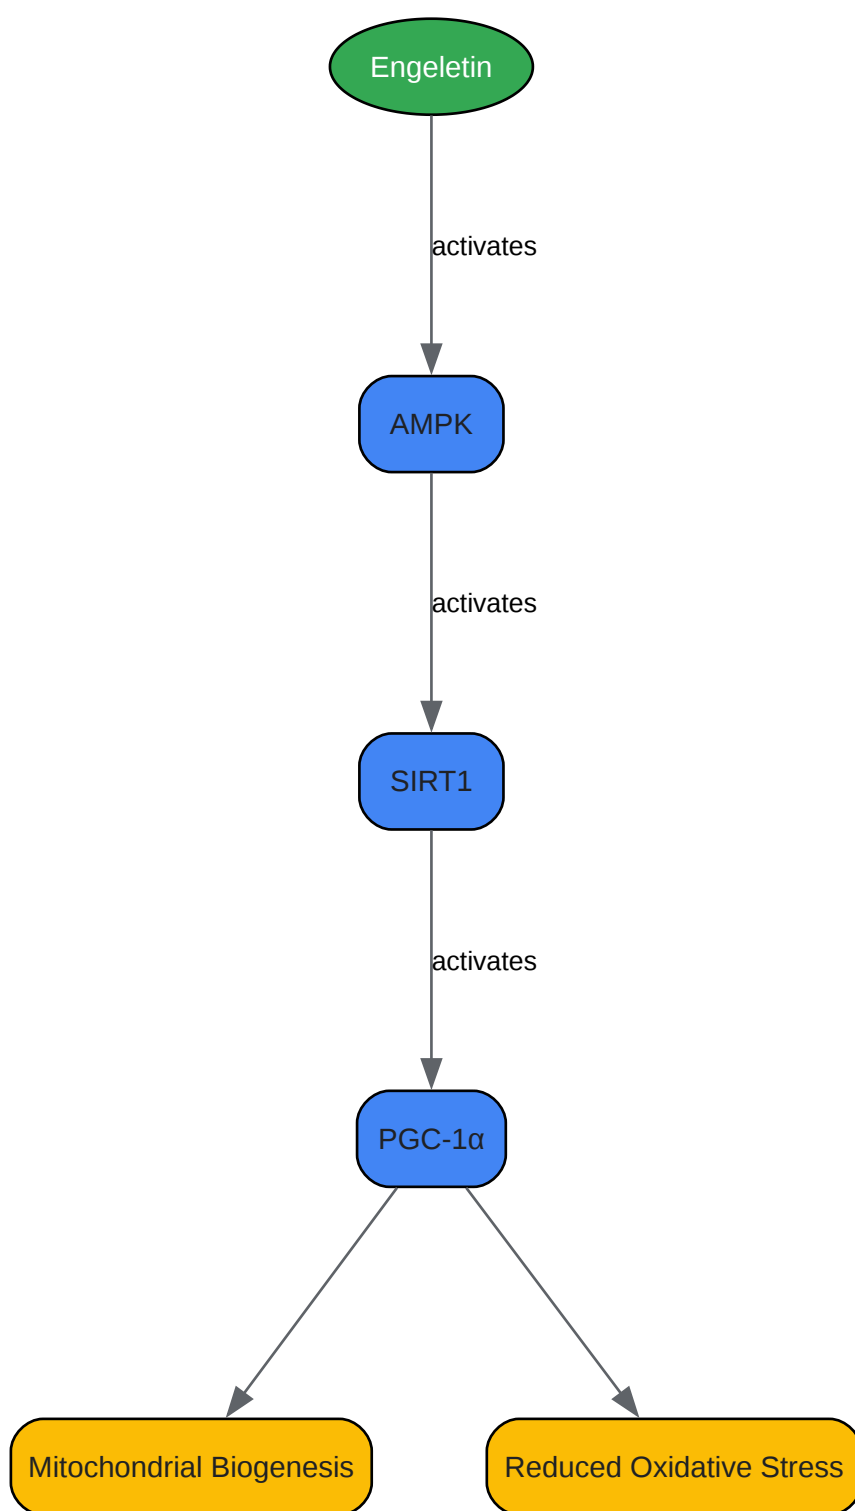 Engeletin
activates
AMPK
activates
SIRT1
activates
PGC-1α
Mitochondrial Biogenesis
Reduced Oxidative Stress